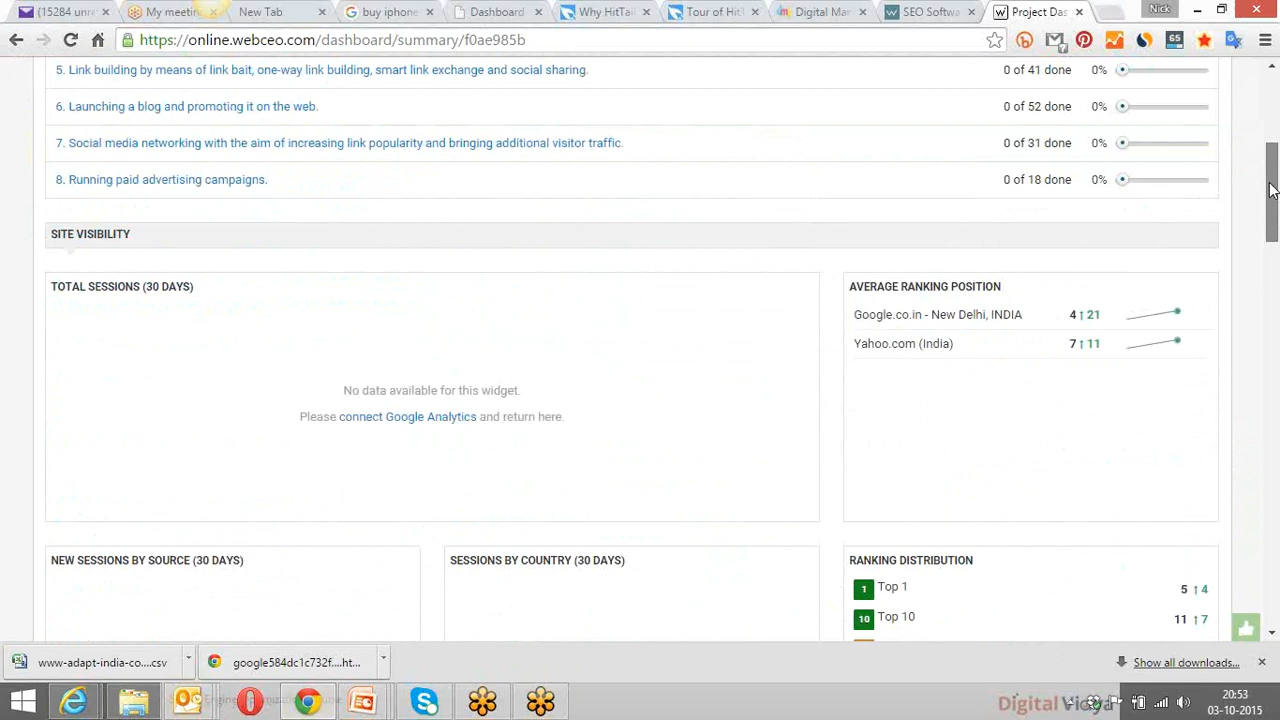 (15284 unre
My meetin
New Tab
buy iphone
Dashboard
Why HitTai
Tour of HitT
Digital Mar
SEO Softwa
Project Das
Nick
https://online.webceo.com/dashboard/summary/f0ae985b
65
5. Link building by means of link bait, one-way link building, smart link exchange and social sharing. 0 of 41 done 0%
6. Launching a blog and promoting it on the web. 0 of 52 done 0%
7. Social media networking with the aim of increasing link popularity and bringing additional visitor traffic. 0 of 31 done 0%
8. Running paid advertising campaigns. 0 of 18 done 0%
SITE VISIBILITY
TOTAL SESSIONS (30 DAYS)
No data available for this widget.
Please connect Google Analytics and return here.
AVERAGE RANKING POSITION
Google.co.in - New Delhi, INDIA 4 ↑ 21
Yahoo.com (India) 7 ↑ 11
NEW SESSIONS BY SOURCE (30 DAYS)
SESSIONS BY COUNTRY (30 DAYS)
RANKING DISTRIBUTION
1 Top 1 5 ↑ 4
10 Top 10 11 ↑ 7
www-adapt-india-co....csv
google584dc1c732f....ht...
Show all downloads...
20:53
03-10-2015